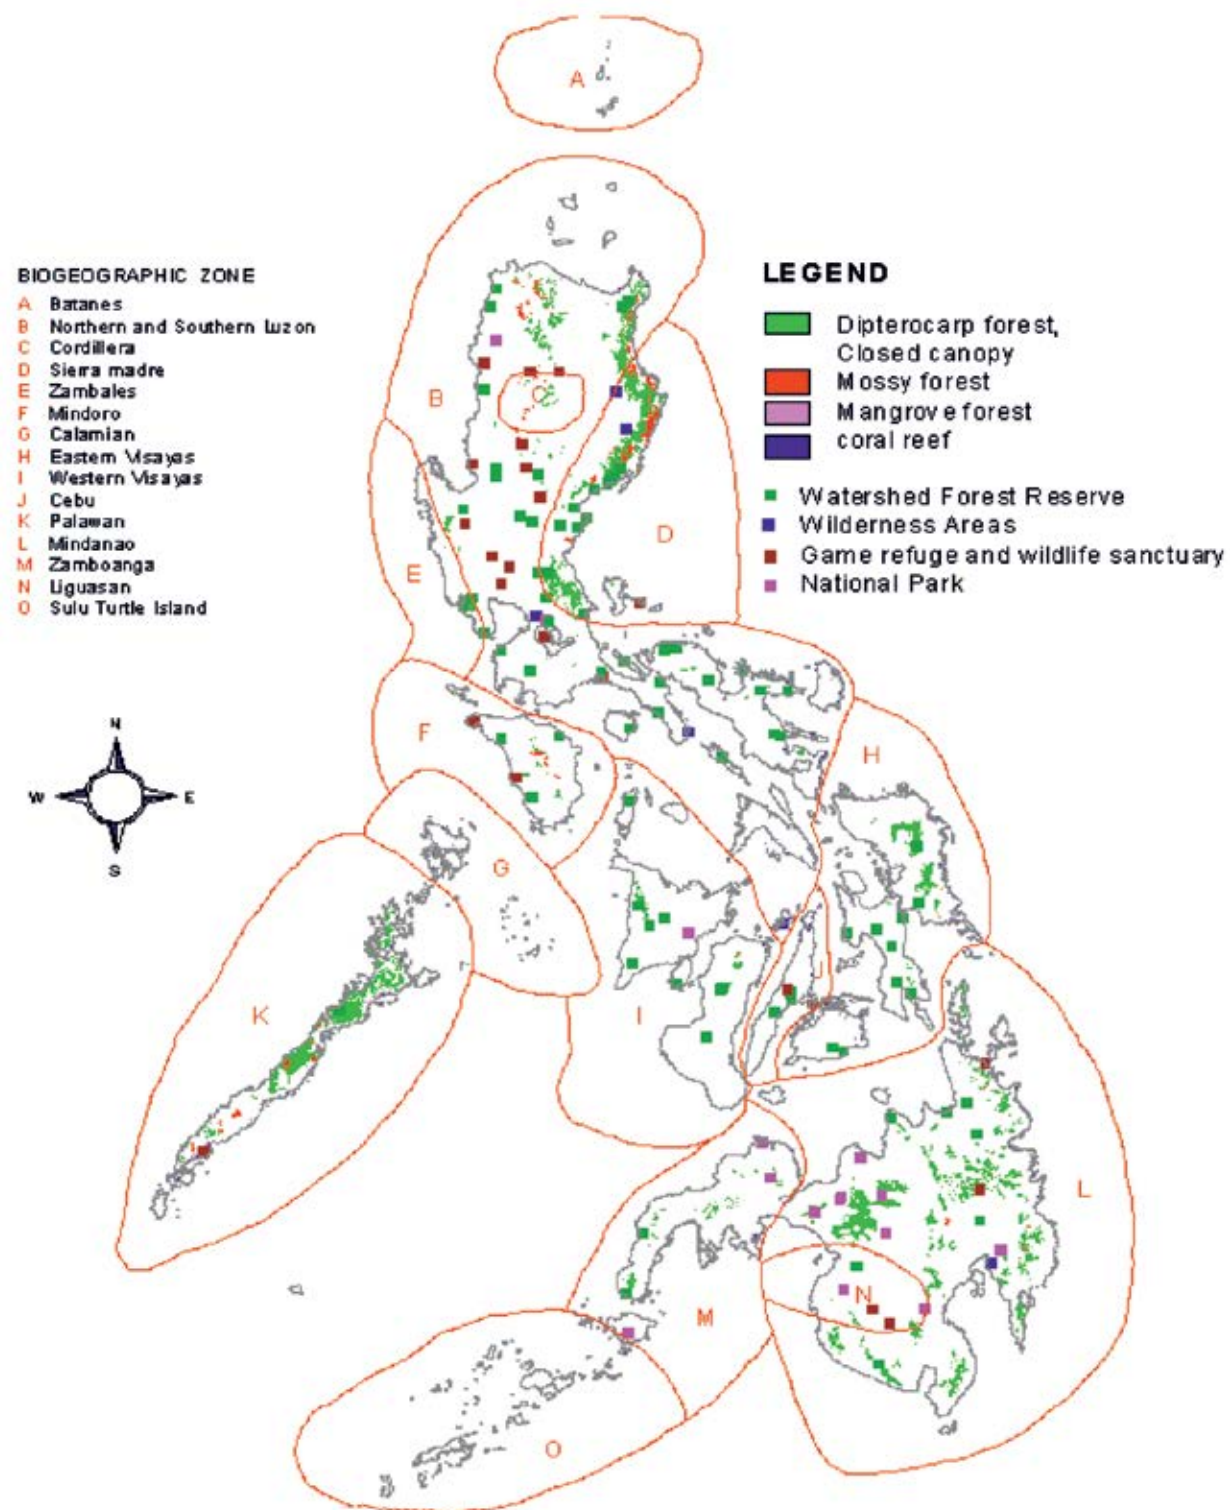 BIOGEOGRAPHIC ZONE
A Batanes
B Northern and Southern Luzon
C Cordillera
D Sierra madre
E Zambales
F Mindoro
G Calamian
H Eastern Visayas
I Western Visayas
J Cebu
K Palawan
L Mindanao
M Zamboanga
N Liguasan
O Sulu Turtle Island
LEGEND
Dipterocarp forest,
Closed canopy
Mossy forest
Mangrove forest
coral reef
Watershed Forest Reserve
Wilderness Areas
Game refuge and wildlife sanctuary
National Park
A
B
C
D
E
F
G
H
I
J
K
L
M
N
O
N
W E
S